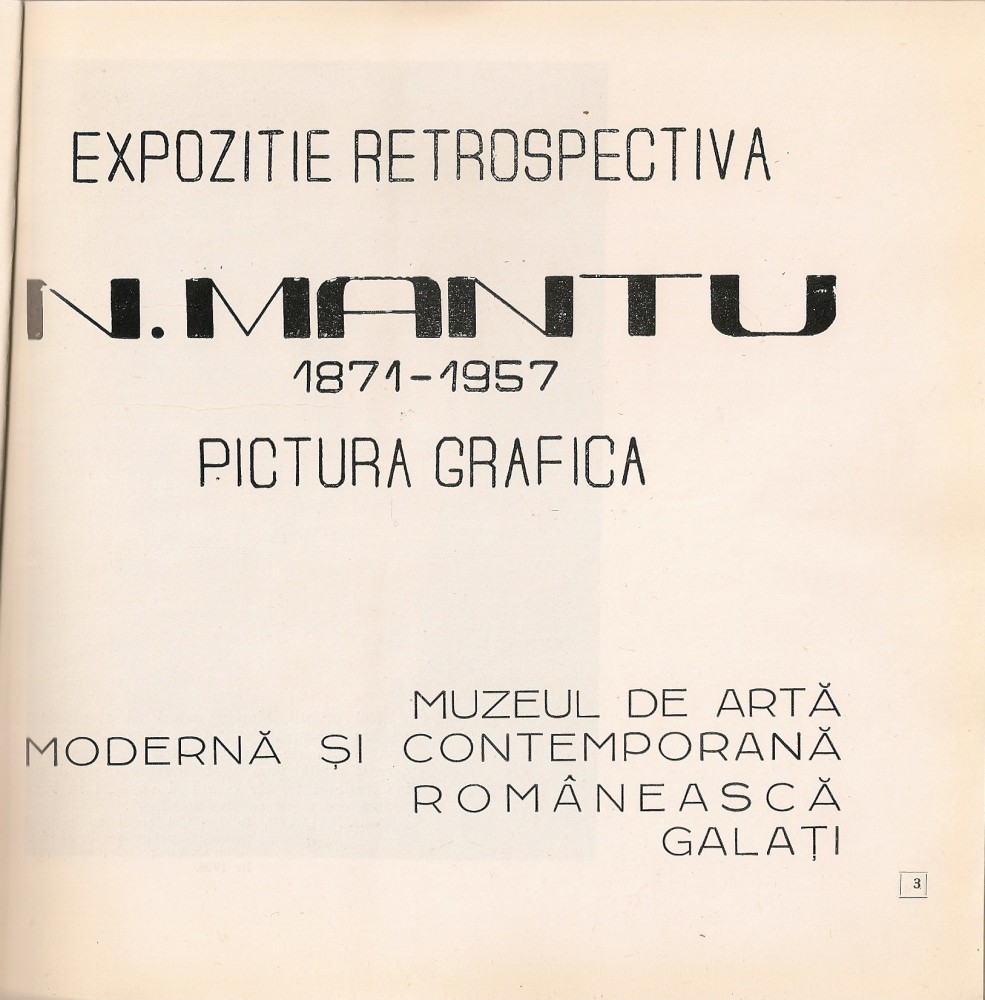 EXPOZITIE RETROSPECTIVA
N. MANTU
1871-1957
PICTURA GRAFICA
MUZEUL DE ARTĂ
MODERNĂ ȘI CONTEMPORANĂ
ROMÂNEASCĂ
GALAȚI
3